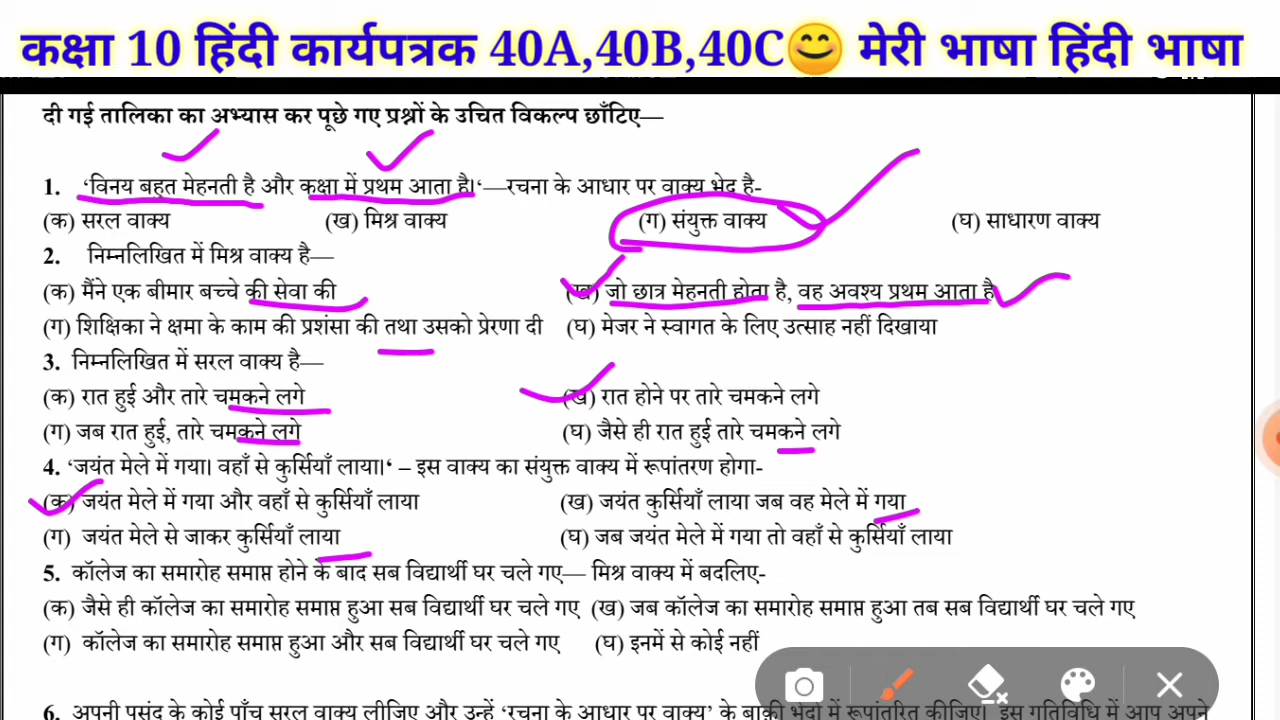 कक्षा 10 हिंदी कार्यपत्रक 40A,40B,40C😊 मेरी भाषा हिंदी भाषा
दी गई तालिका का अभ्यास कर पूछे गए प्रश्नों के उचित विकल्प छाँटिए—
1. ‘विनय बहुत मेहनती है और कक्षा में प्रथम आता है।‘—रचना के आधार पर वाक्य भेद है-
(क) सरल वाक्य (ख) मिश्र वाक्य (ग) संयुक्त वाक्य (घ) साधारण वाक्य
2. निम्नलिखित में मिश्र वाक्य है—
(क) मैंने एक बीमार बच्चे की सेवा की (ख) जो छात्र मेहनती होता है, वह अवश्य प्रथम आता है
(ग) शिक्षिका ने क्षमा के काम की प्रशंसा की तथा उसको प्रेरणा दी (घ) मेजर ने स्वागत के लिए उत्साह नहीं दिखाया
3. निम्नलिखित में सरल वाक्य है—
(क) रात हुई और तारे चमकने लगे (ख) रात होने पर तारे चमकने लगे
(ग) जब रात हुई, तारे चमकने लगे (घ) जैसे ही रात हुई तारे चमकने लगे
4. ‘जयंत मेले में गया। वहाँ से कुर्सियाँ लाया।‘ – इस वाक्य का संयुक्त वाक्य में रूपांतरण होगा-
(क) जयंत मेले में गया और वहाँ से कुर्सियाँ लाया (ख) जयंत कुर्सियाँ लाया जब वह मेले में गया
(ग) जयंत मेले से जाकर कुर्सियाँ लाया (घ) जब जयंत मेले में गया तो वहाँ से कुर्सियाँ लाया
5. कॉलेज का समारोह समाप्त होने के बाद सब विद्यार्थी घर चले गए— मिश्र वाक्य में बदलिए-
(क) जैसे ही कॉलेज का समारोह समाप्त हुआ सब विद्यार्थी घर चले गए (ख) जब कॉलेज का समारोह समाप्त हुआ तब सब विद्यार्थी घर चले गए
(ग) कॉलेज का समारोह समाप्त हुआ और सब विद्यार्थी घर चले गए (घ) इनमें से कोई नहीं
6. अपनी पसंद के कोई पाँच सरल वाक्य लीजिए और उन्हें ‘रचना के आधार पर वाक्य’ के बाक़ी भेदों में रूपांतरित कीजिए। इस गतिविधि में आप अपने